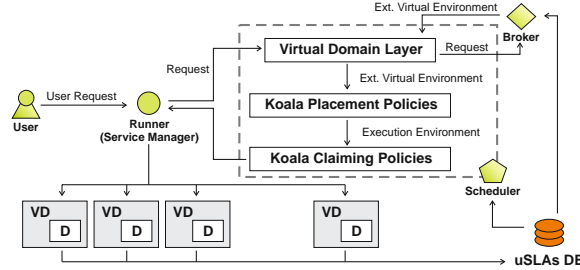 Ext. Virtual Environment
Virtual Domain Layer
Request
Broker
Request
Ext. Virtual Environment
User Request
Koala Placement Policies
User
Runner
(Service Manager)
Execution Environment
Koala Claiming Policies
Scheduler
VD
D
VD
D
VD
D
VD
D
uSLAs DB